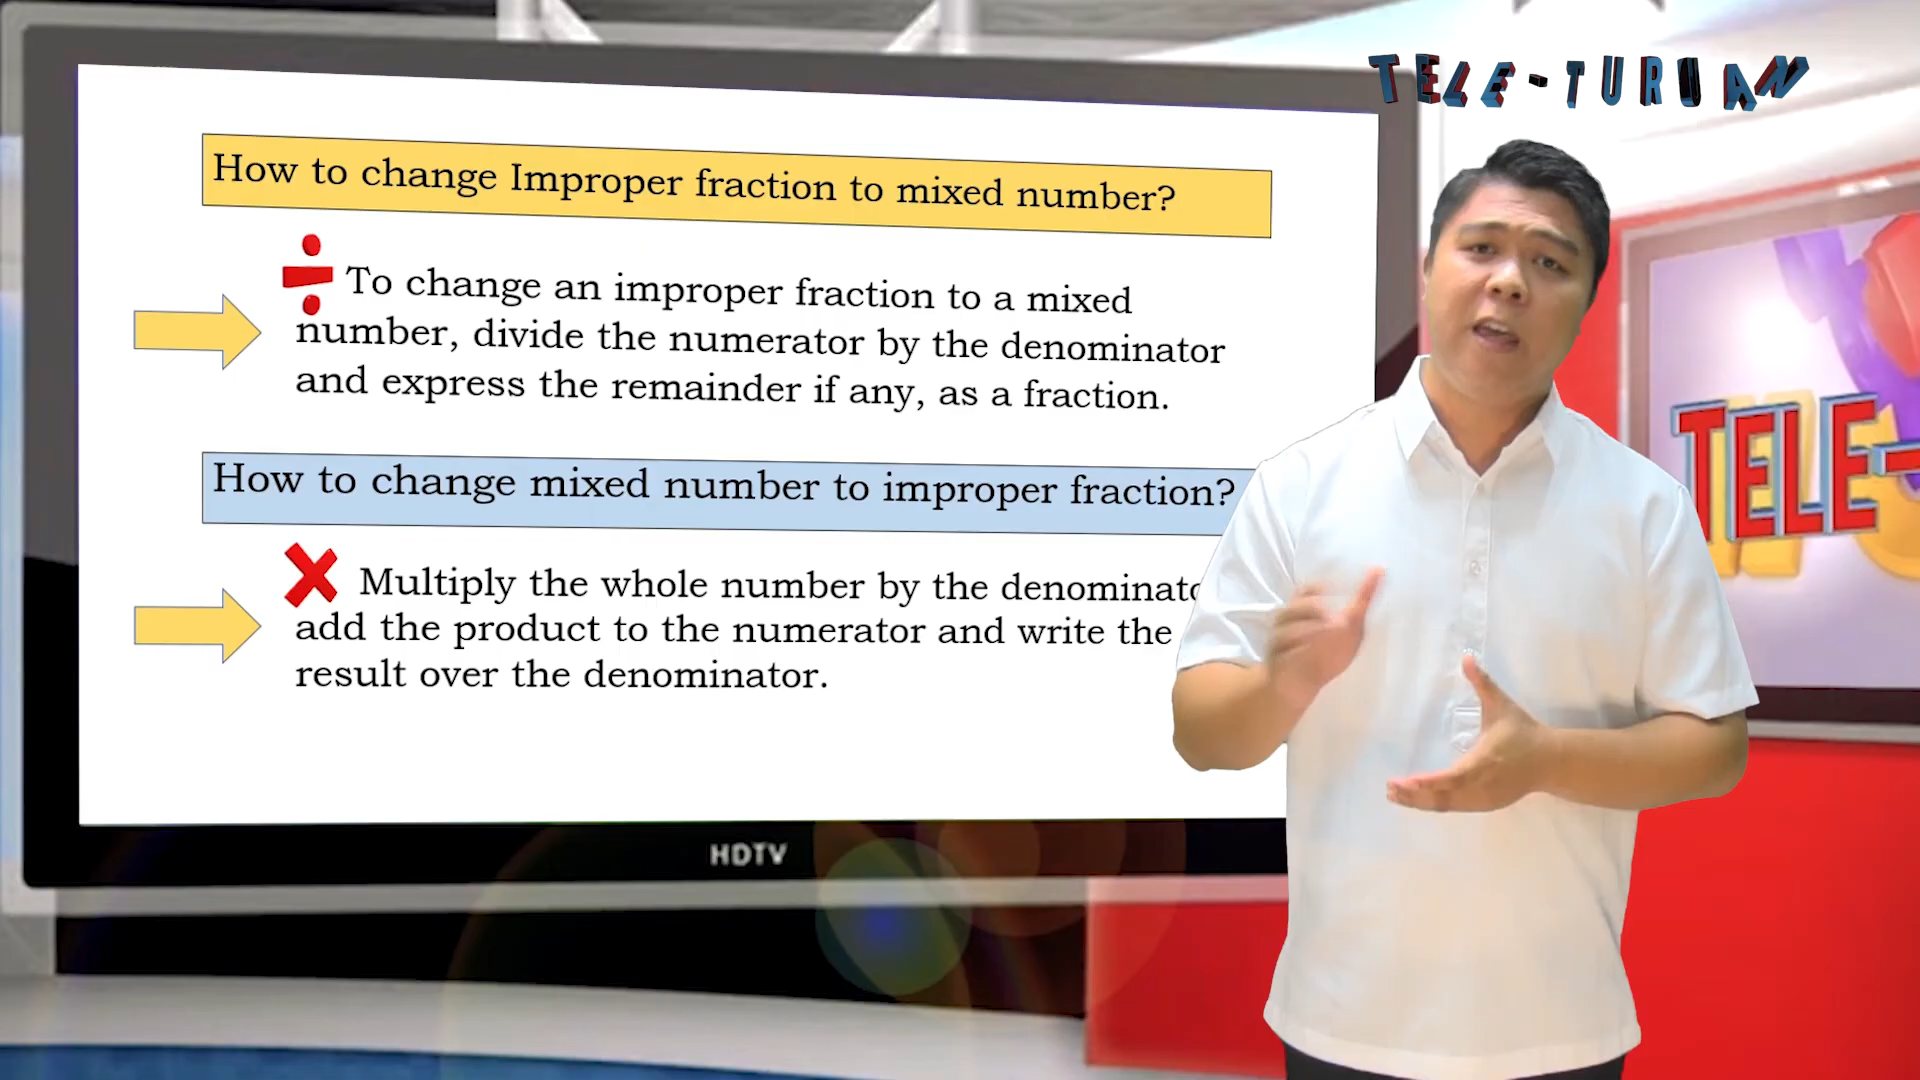 TELE-TURUAN
How to change Improper fraction to mixed number?
÷ To change an improper fraction to a mixed
number, divide the numerator by the denominator
and express the remainder if any, as a fraction.
How to change mixed number to improper fraction?
× Multiply the whole number by the
add the product to the numerator and write the
result over the denominator.
TELE-
HDTV